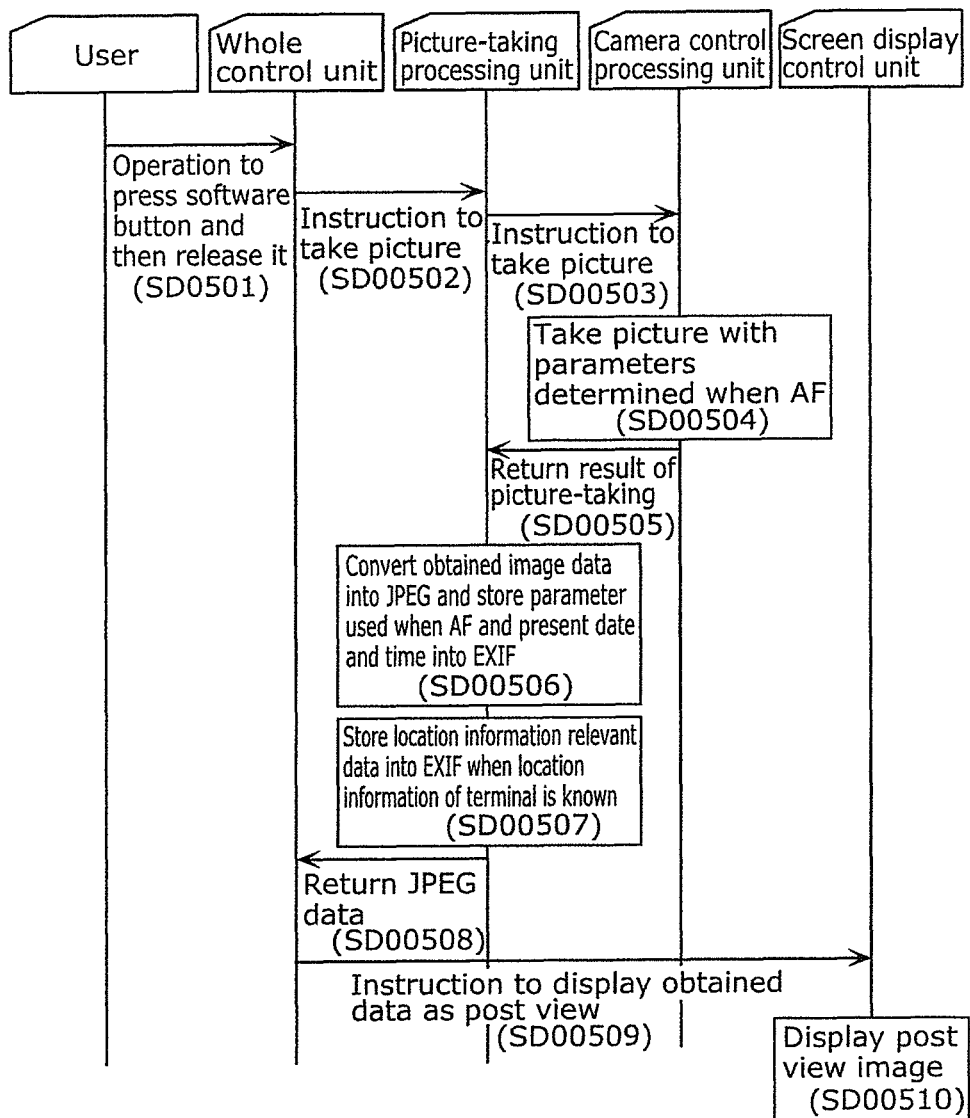 User
Whole
control unit
Picture-taking
processing unit
Camera control
processing unit
Screen display
control unit
Operation to
press software
button and
then release it
(SD0501)
Instruction to
take picture
(SD00502)
Instruction to
take picture
(SD00503)
Take picture with
parameters
determined when AF
(SD00504)
Return result of
picture-taking
(SD00505)
Convert obtained image data
into JPEG and store parameter
used when AF and present date
and time into EXIF
(SD00506)
Store location information relevant
data into EXIF when location
information of terminal is known
(SD00507)
Return JPEG
data
(SD00508)
Instruction to display obtained
data as post view
(SD00509)
Display post
view image
(SD00510)